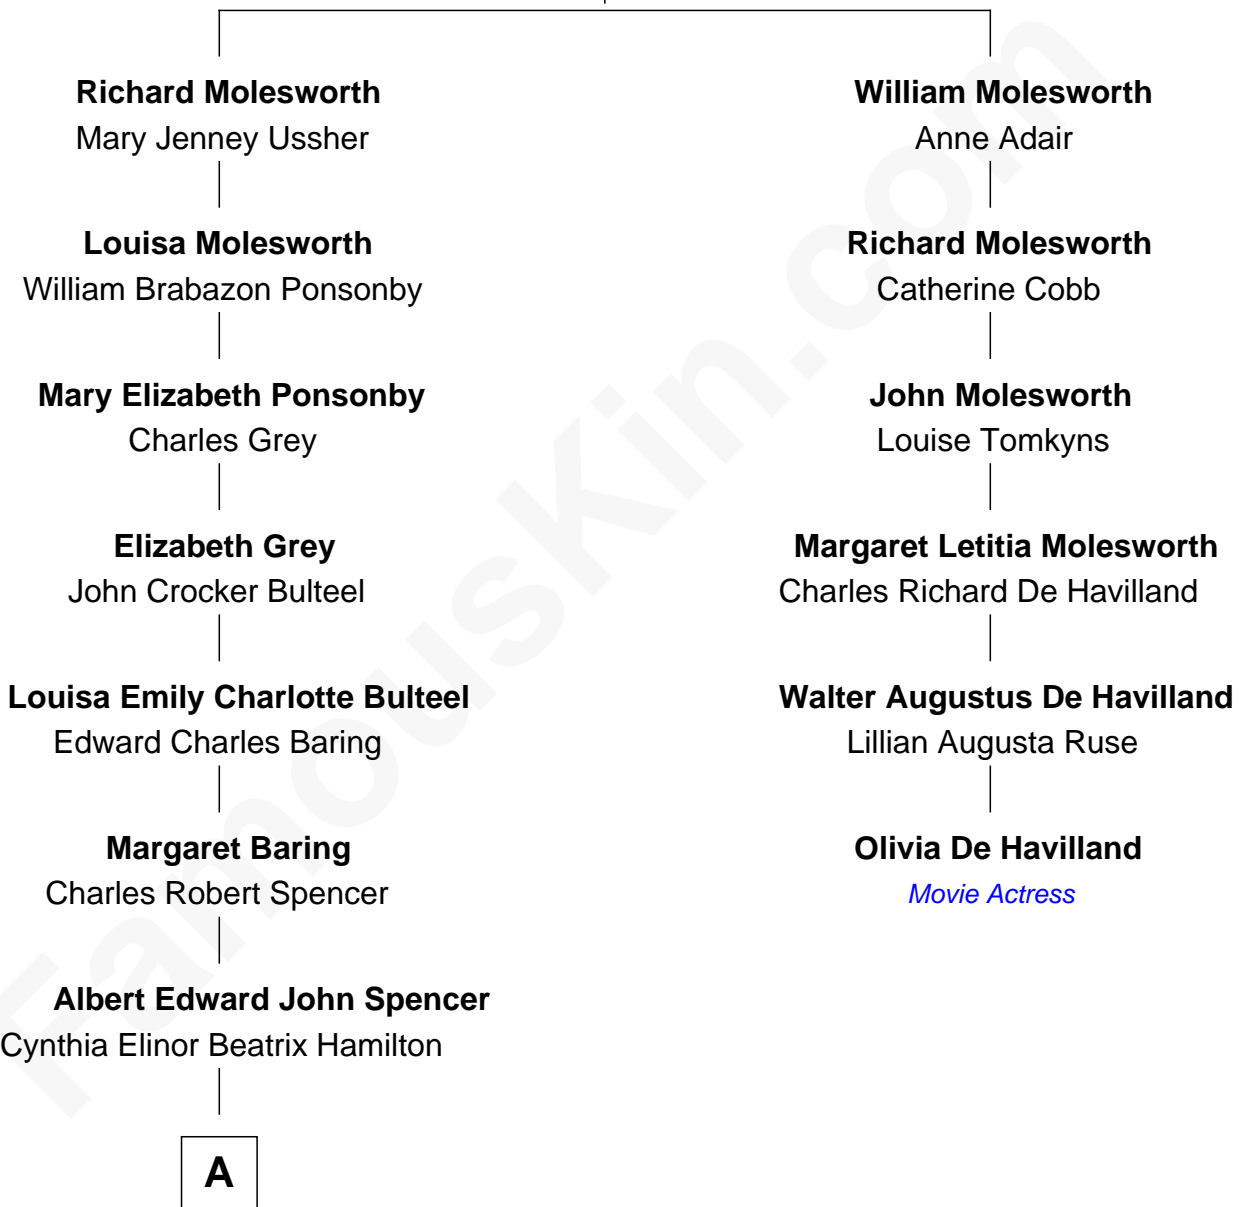 Richard Molesworth
Mary Jenney Ussher
Louisa Molesworth
William Brabazon Ponsonby
Mary Elizabeth Ponsonby
Charles Grey
Elizabeth Grey
John Crocker Bulteel
Louisa Emily Charlotte Bulteel
Edward Charles Baring
Margaret Baring
Charles Robert Spencer
Albert Edward John Spencer
Cynthia Elinor Beatrix Hamilton
A
William Molesworth
Anne Adair
Richard Molesworth
Catherine Cobb
John Molesworth
Louise Tomkyns
Margaret Letitia Molesworth
Charles Richard De Havilland
Walter Augustus De Havilland
Lillian Augusta Ruse
Olivia De Havilland
Movie Actress
FamousKin.com